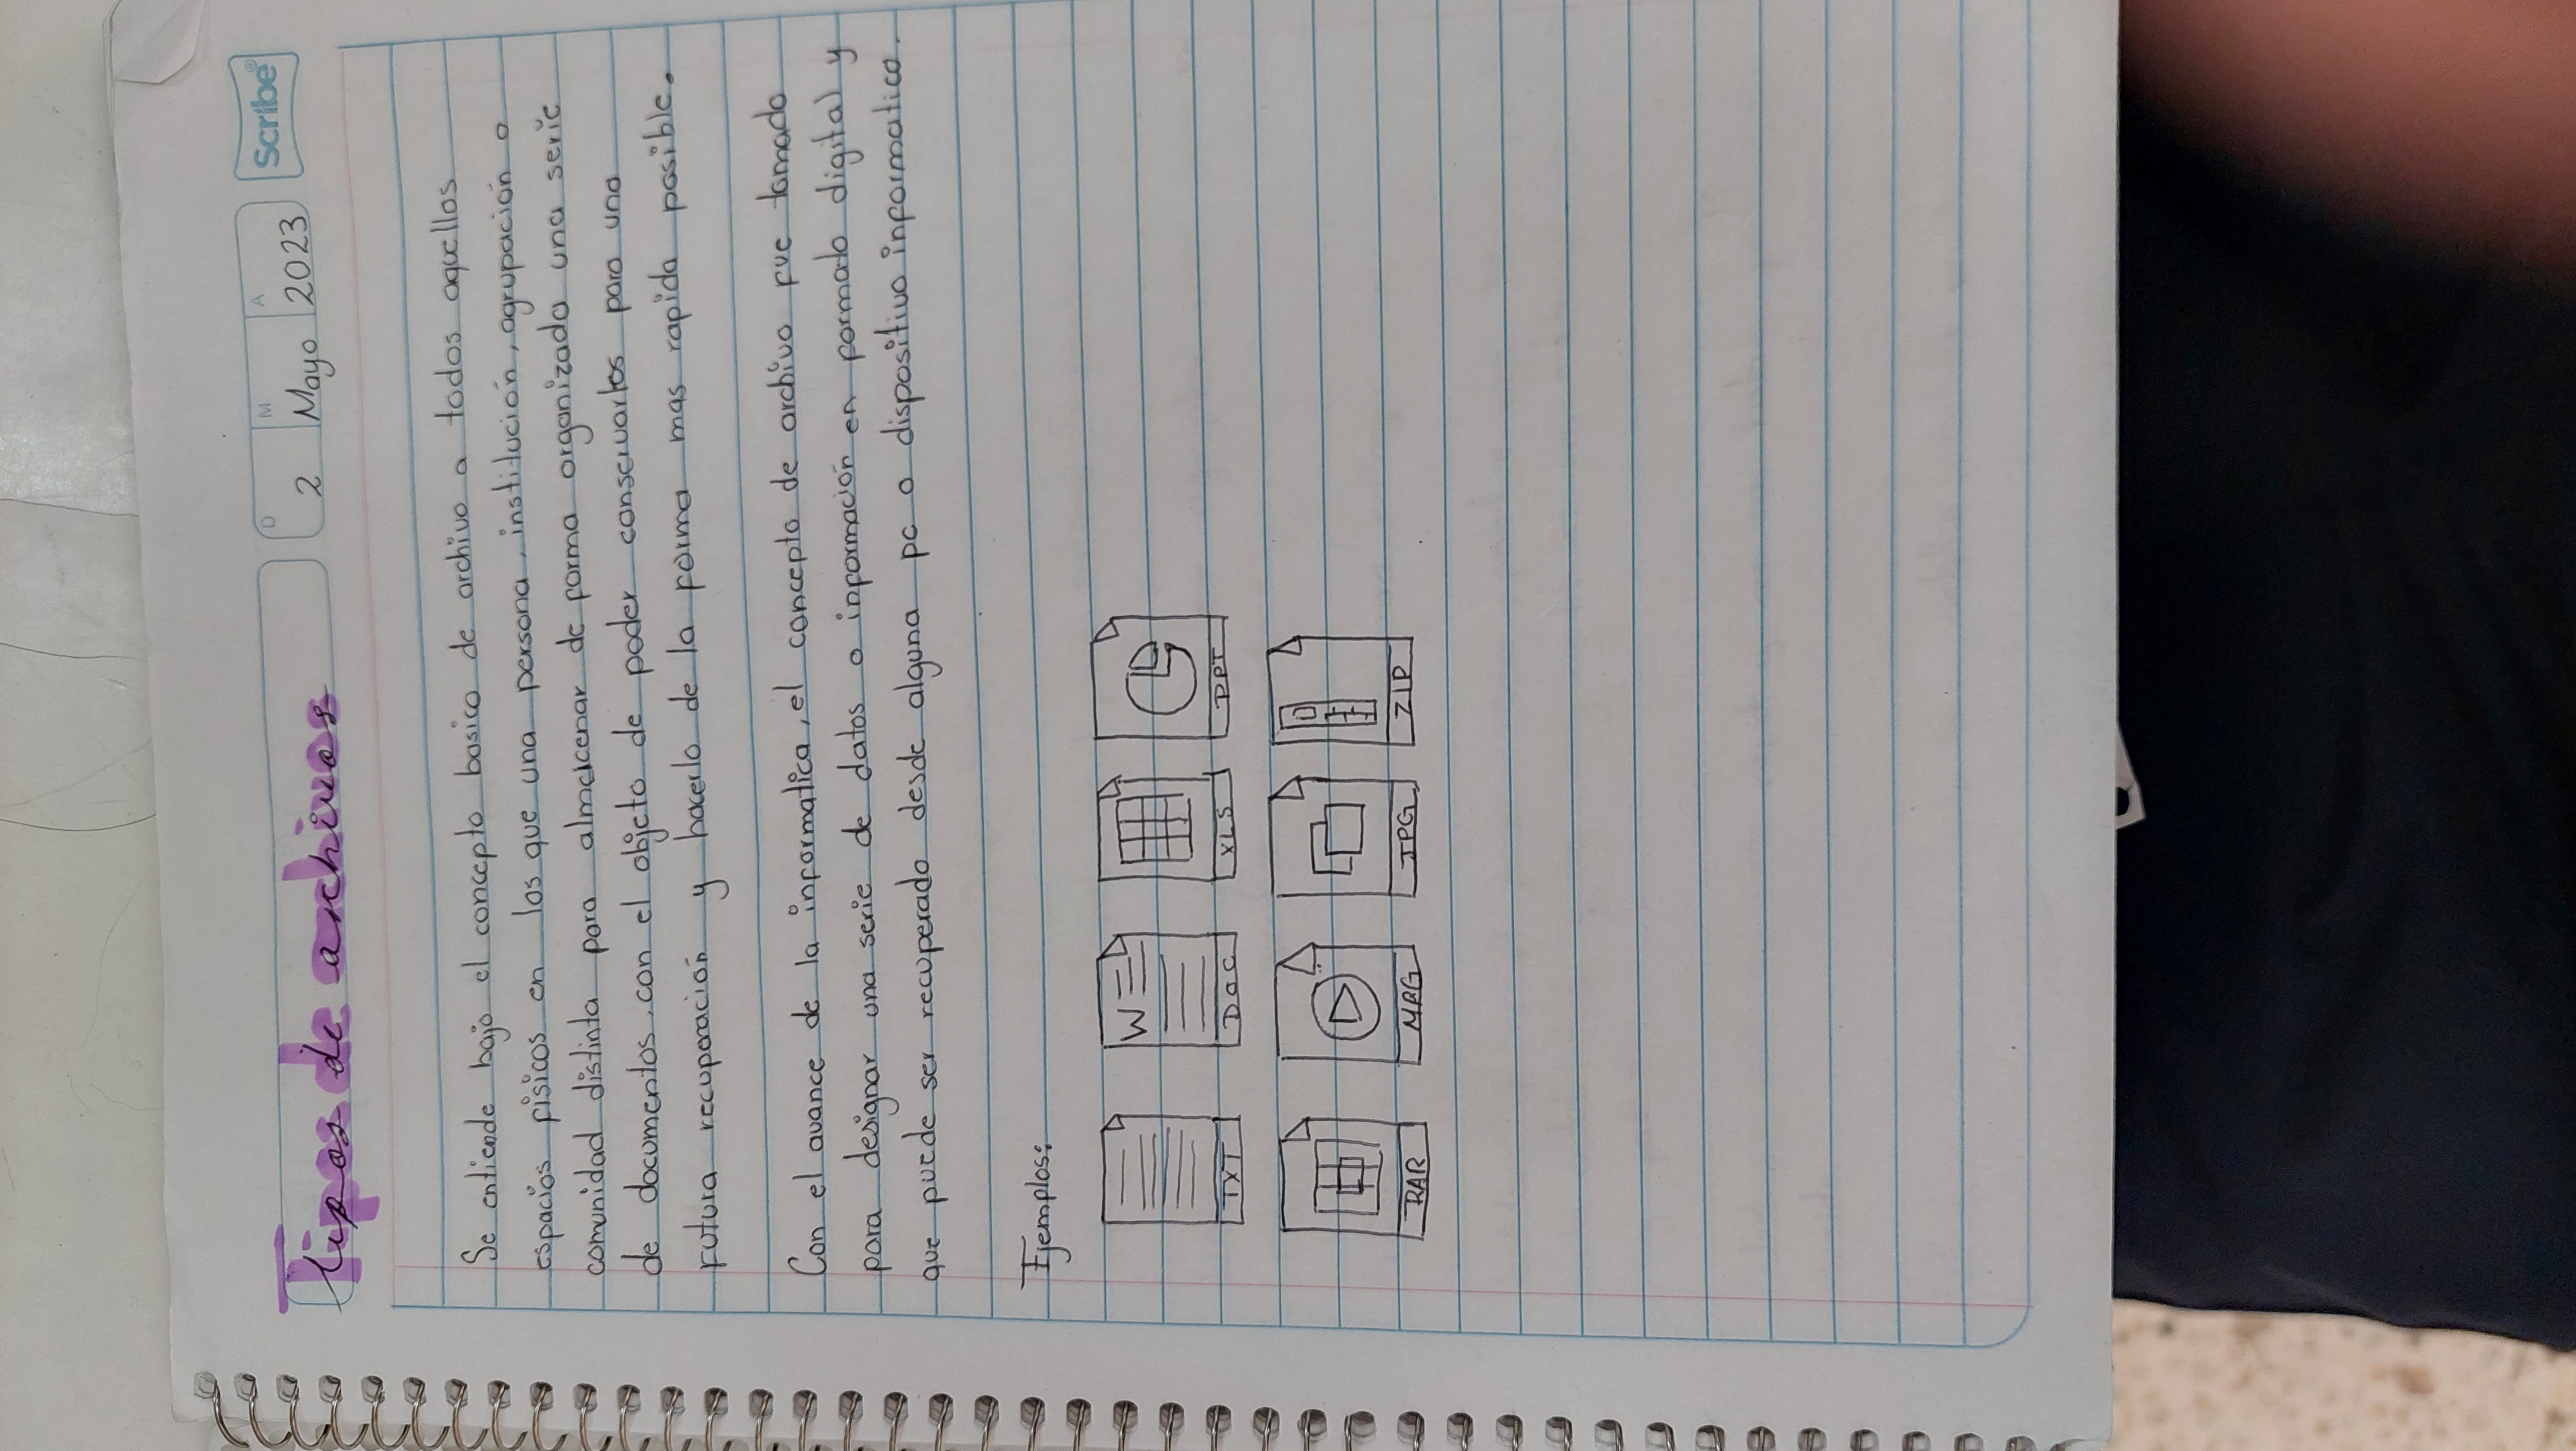 Tipos de archivos
D M A
2 Mayo 2023
Scribe®
Se entiende bajo el concepto basico de archivo a todos aquellos
espacios fisicos en los que una persona, institución, agrupación o
comunidad distinta para almacenar de forma organizada una serie
de documentos, con el objeto de poder conservarlos para una
Futura recuperación y hacerlo de la forma mas rapida posible.
Con el avance de la informatica, el concepto de archivo fue tomado
para designar una serie de datos o información en formato digital y
que puede ser recuperado desde alguna pc o dispositivo informatico.
Ejemplos:
W
TXT DOC XLS PPT
RAR MPG JPG ZIP